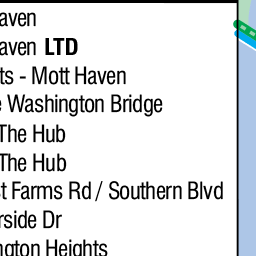 aven
aven LTD
ts - Mott Haven
e Washington Bridge
The Hub
The Hub
t Farms Rd / Southern Blvd
rside Dr
ngton Heights